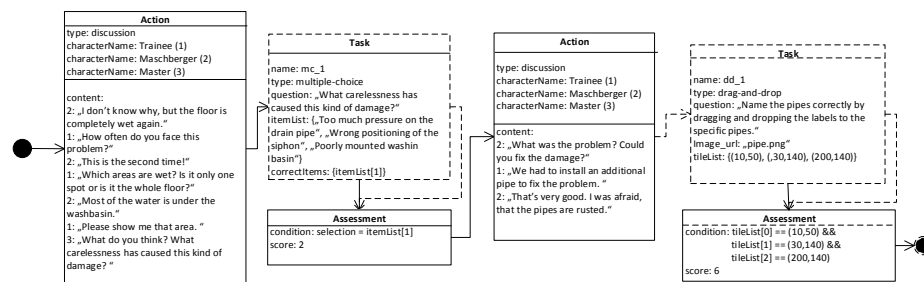 Action
type: discussion
characterName: Trainee (1)
characterName: Maschberger (2)
characterName: Master (3)
content:
2: „I don't know why, but the floor is
completely wet again.“
1: „How often do you face this
problem?“
2: „This is the second time!“
1: „Which areas are wet? Is it only one
spot or is it the whole floor?“
2: „Most of the water is under the
washbasin.“
1: „Please show me that area. “
3: „What do you think? What
carelessness has caused this kind of
damage? “
Task
name: mc_1
type: multiple-choice
question: „What carelessness has
caused this kind of damage?“
itemList: {„Too much pressure on the
drain pipe“, „Wrong positioning of the
siphon“, „Poorly mounted washin
basin“}
correctItems: {itemList[1]}
Assessment
condition: selection = itemList[1]
score: 2
Action
type: discussion
characterName: Trainee (1)
characterName: Maschberger (2)
characterName: Master (3)
content:
2: „What was the problem? Could
you fix the damage?“
1: „We had to install an additional
pipe to fix the problem. “
2: „That's very good. I was afraid,
that the pipes are rusted.“
Task
name: dd_1
type: drag-and-drop
question: „Name the pipes correctly by
dragging and dropping the labels to the
specific pipes.“
Image_url: „pipe.png“
tileList: {(10,50), (,30,140), (200,140)}
Assessment
condition: tileList[0] == (10,50) &&
tileList[1] == (30,140) &&
tileList[2] == (200,140)
score: 6